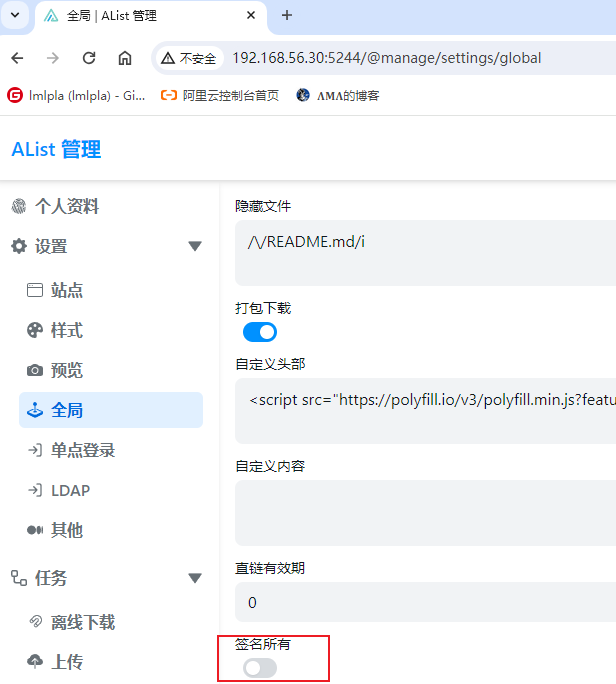 全局 | AList 管理
不安全 192.168.56.30:5244/@manage/settings/global
lmlpla (lmlpla) - Gi... 阿里云控制台首页 ΛMΛ的博客
AList 管理
个人资料
设置
站点
样式
预览
全局
单点登录
LDAP
其他
任务
离线下载
上传
隐藏文件
/\/README.md/i
打包下载
自定义头部
<script src="https://polyfill.io/v3/polyfill.min.js?featu
自定义内容
直链有效期
0
签名所有